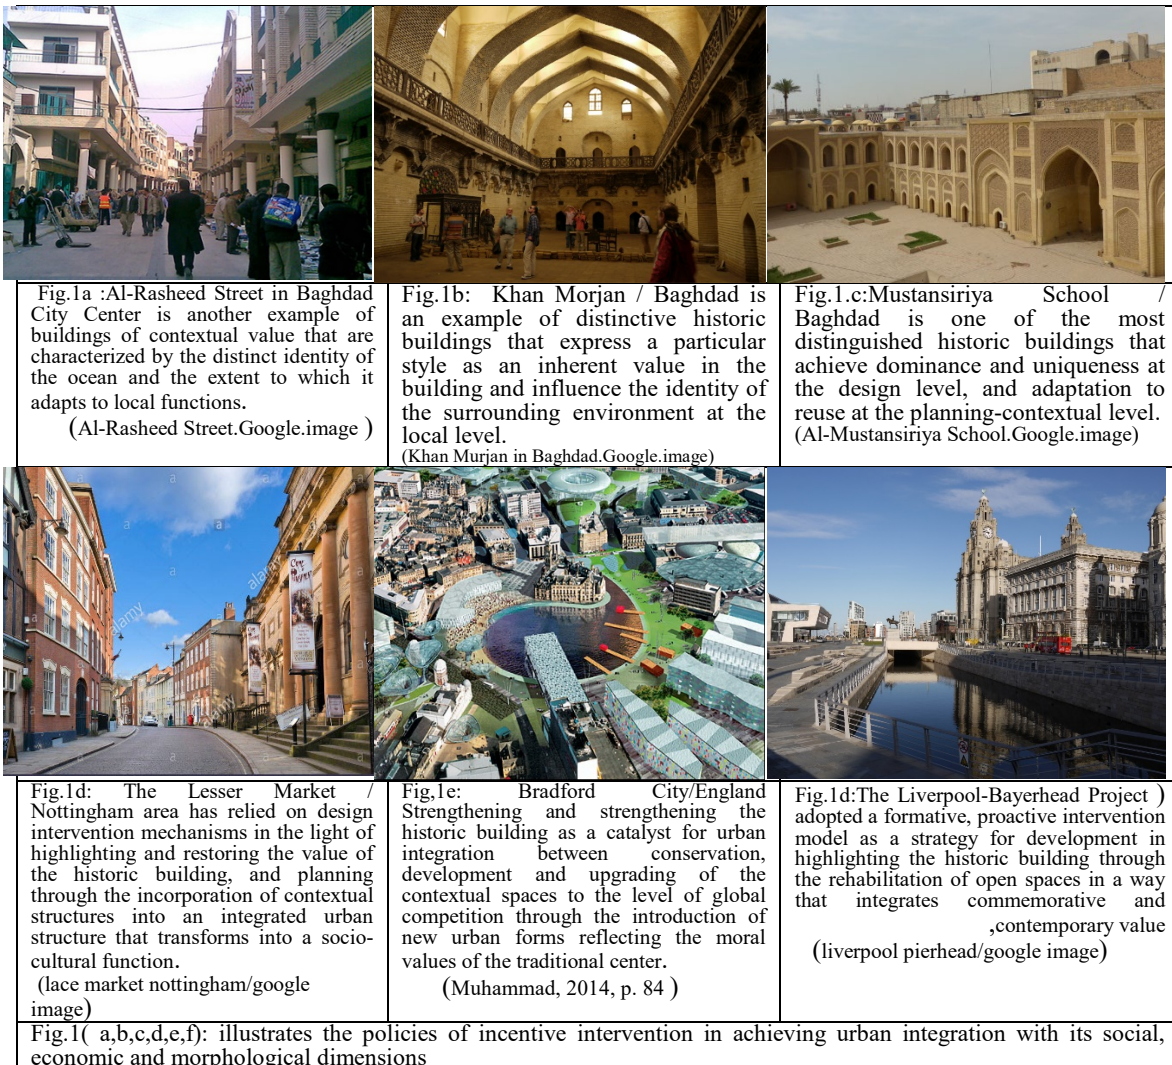 Fig.1a :Al-Rasheed Street in Baghdad
City Center is another example of
buildings of contextual value that are
characterized by the distinct identity of
the ocean and the extent to which it
adapts to local functions.
(Al-Rasheed Street.Google.image )
Fig.1b: Khan Morjan / Baghdad is
an example of distinctive historic
buildings that express a particular
style as an inherent value in the
building and influence the identity of
the surrounding environment at the
local level.
(Khan Murjan in Baghdad.Google.image)
Fig.1.c:Mustansiriya School /
Baghdad is one of the most
distinguished historic buildings that
achieve dominance and uniqueness at
the design level, and adaptation to
reuse at the planning-contextual level.
(Al-Mustansiriya School.Google.image)
a
a
a
alamy
alamy
Fig.1d: The Lesser Market /
Nottingham area has relied on design
intervention mechanisms in the light of
highlighting and restoring the value of
the historic building, and planning
through the incorporation of contextual
structures into an integrated urban
structure that transforms into a socio-
cultural function.
(lace market nottingham/google
image)
Fig,1e: Bradford City/England
Strengthening and strengthening the
historic building as a catalyst for urban
integration between conservation,
development and upgrading of the
contextual spaces to the level of global
competition through the introduction of
new urban forms reflecting the moral
values of the traditional center.
(Muhammad, 2014, p. 84 )
Fig.1d:The Liverpool-Bayerhead Project )
adopted a formative, proactive intervention
model as a strategy for development in
highlighting the historic building through
the rehabilitation of open spaces in a way
that integrates commemorative and
,contemporary value
(liverpool pierhead/google image)
Fig.1( a,b,c,d,e,f): illustrates the policies of incentive intervention in achieving urban integration with its social,
economic and morphological dimensions